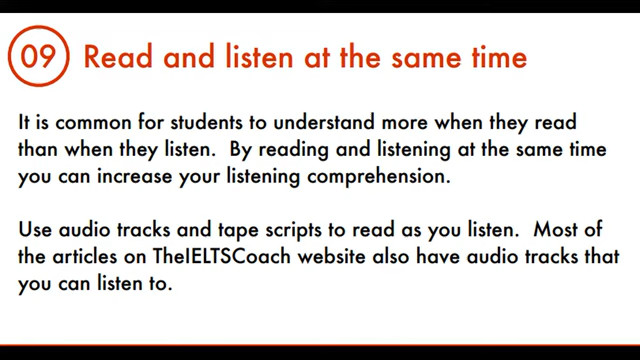 09 Read and listen at the same time
It is common for students to understand more when they read
than when they listen. By reading and listening at the same time
you can increase your listening comprehension.
Use audio tracks and tape scripts to read as you listen. Most of
the articles on TheIELTSCoach website also have audio tracks that
you can listen to.